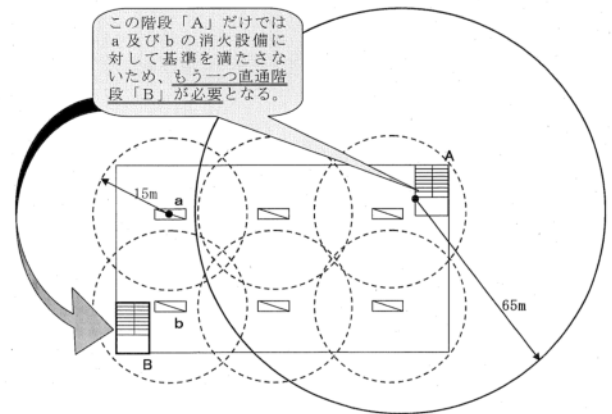 この階段「A」だけでは
a及びbの消火設備に
対して基準を満たさな
いため、もう一つ直通階
段「B」が必要となる。
A
15m
a
65m
b
B